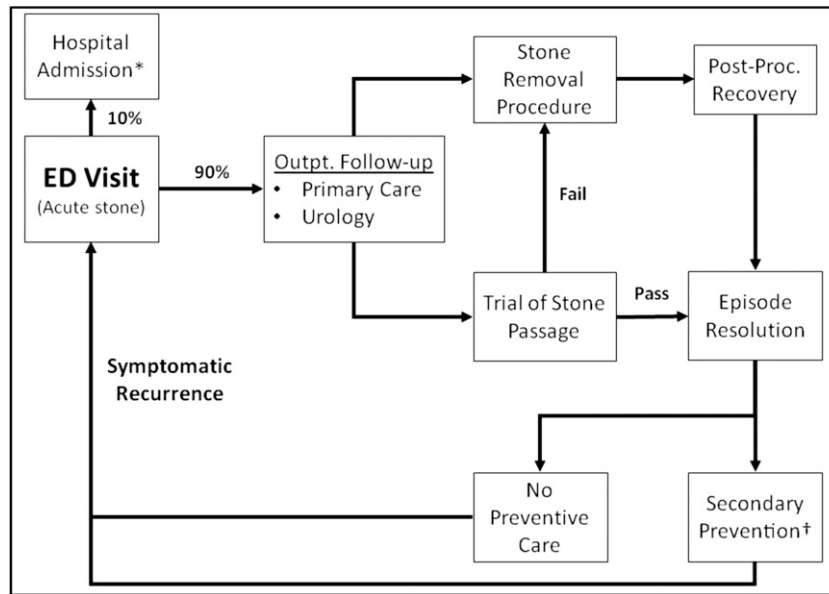 Hospital
Admission*
10%
ED Visit
(Acute stone)
90%
Outpt. Follow-up
• Primary Care
• Urology
Stone
Removal
Procedure
Post-Proc.
Recovery
Fail
Trial of Stone
Passage
Pass
Episode
Resolution
Symptomatic
Recurrence
No
Preventive
Care
Secondary
Prevention†